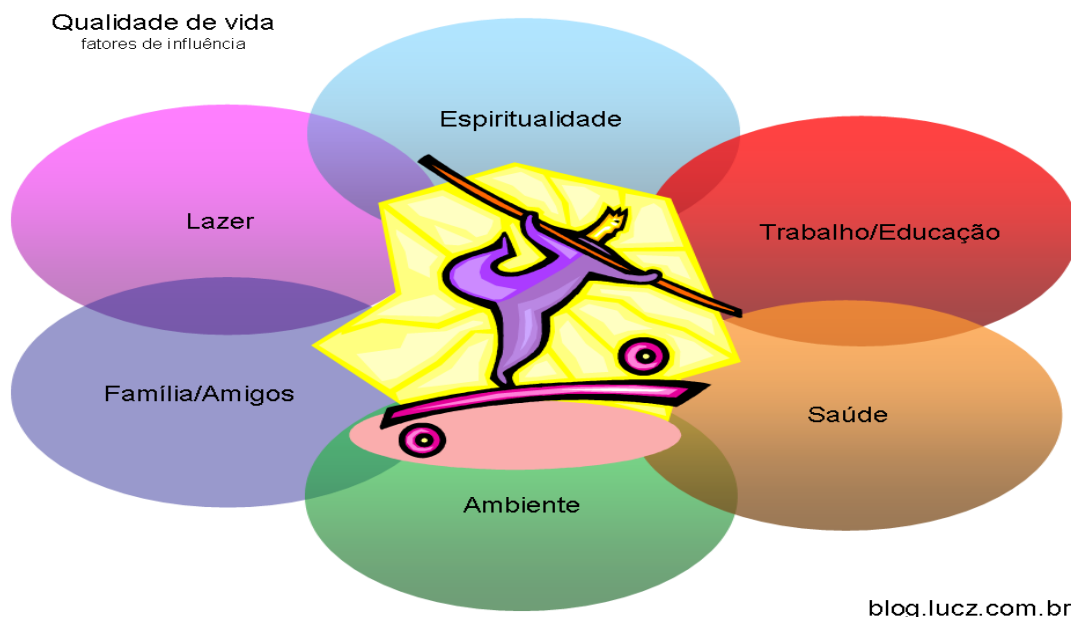 Qualidade de vida
fatores de influência
Espiritualidade
Lazer
Trabalho/Educação
Família/Amigos
Saúde
Ambiente
blog.lucz.com.br